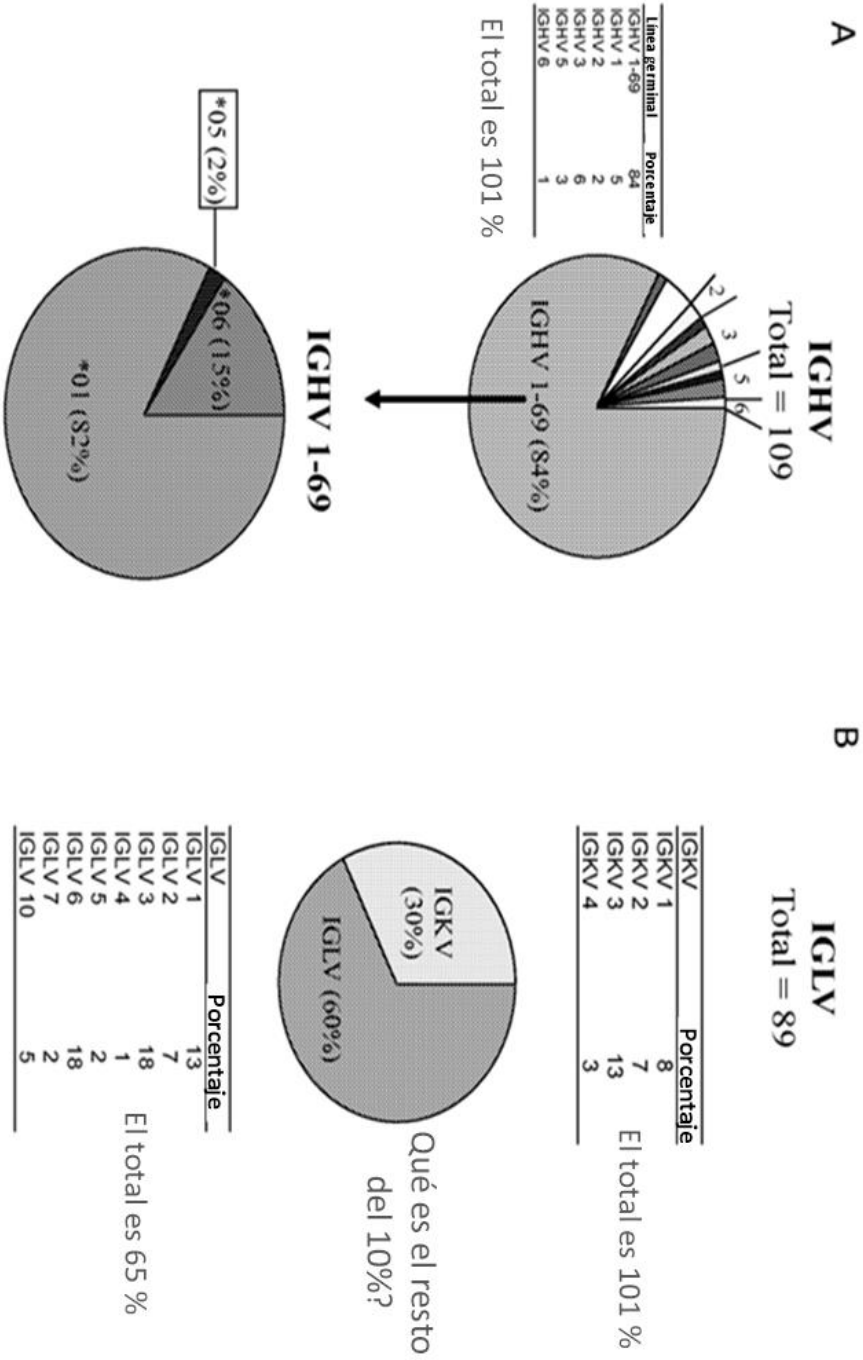 A
IGHV
Total = 109
Línea germinal Porcentaje
IGHV 1-69 84
IGHV 1 5
IGHV 2 2
IGHV 3 6
IGHV 5 3
IGHV 6 1
El total es 101 %
2
3
5
6
IGHV 1-69 (84%)
IGHV 1-69
*05 (2%)
*06 (15%)
*01 (82%)
B
IGLV
Total = 89
IGKV Porcentaje
IGKV 1 8
IGKV 2 7
IGKV 3 13
IGKV 4 3
El total es 101 %
IGKV
(30%)
IGLV (60%)
Qué es el resto
del 10%?
IGLV Porcentaje
IGLV 1 13
IGLV 2 7
IGLV 3 18
IGLV 4 1
IGLV 5 2
IGLV 6 18
IGLV 7 2
IGLV 10 5
El total es 65 %